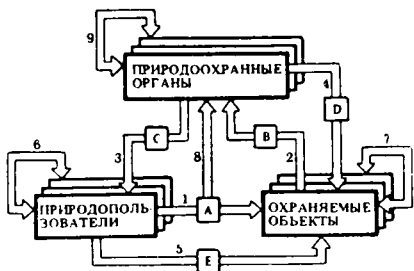 9
ПРИРОДООХРАННЫЕ
ОРГАНЫ
4
D
3
C
8
B
2
7
6
ПРИРОДОПОЛЬ-
ЗОВАТЕЛИ
1
A
ОХРАНЯЕМЫЕ
ОБЪЕКТЫ
5
E